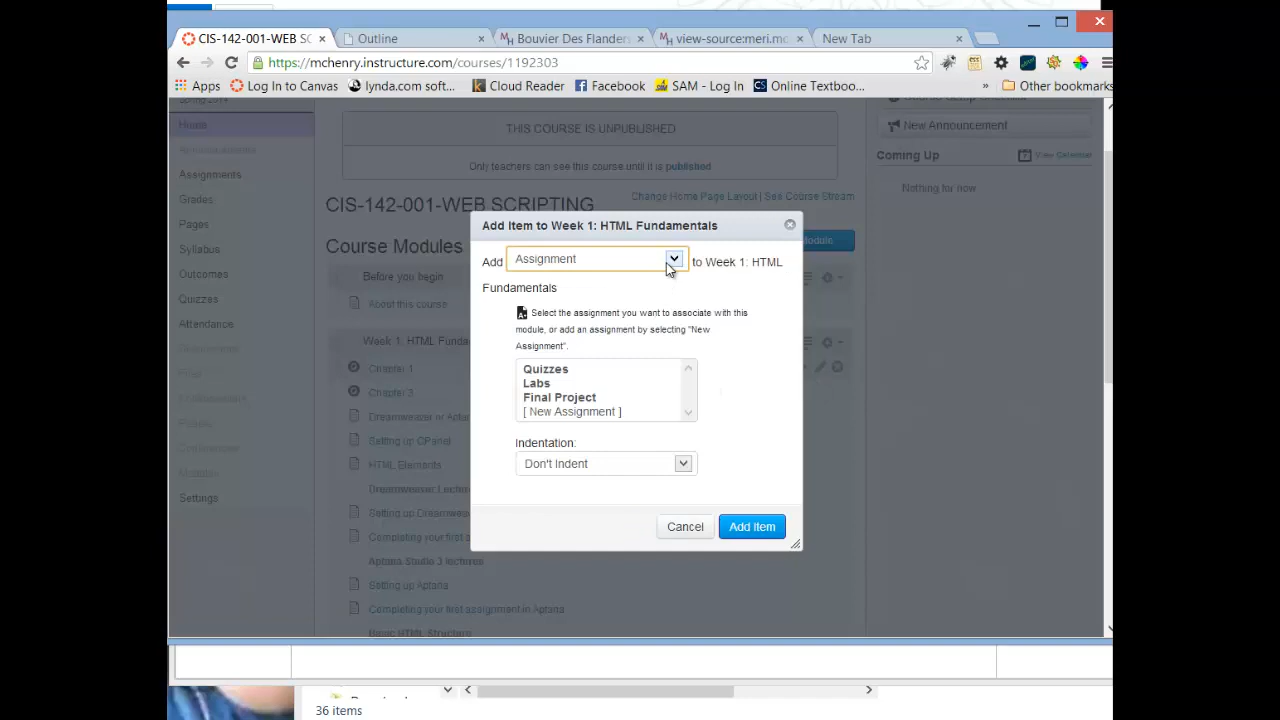 CIS-142-001-WEB SC
Outline
Bouvier Des Flander
view-source:meri.mc
New Tab
https://mchenry.instructure.com/courses/1192303
Apps
Log In to Canvas
lynda.com soft...
Cloud Reader
Facebook
SAM - Log In
CS Online Textboo...
»
Other bookmarks
Home
THIS COURSE IS UNPUBLISHED
New Announcement
Only teachers can see this course until it is published
Coming Up
View Calendar
Assignments
Nothing for now
Grades
Change Home Page Layout | See Course Stream
CIS-142-001-WEB SCRIPTING
Pages
Course Modules
Module
Syllabus
Outcomes
Before you begin
Quizzes
About this course
Attendance
Week 1: HTML Funda
Chapter 1
Chapter 3
Dreamweaver or Aptana
Setting up CPanel
HTML Elements
Dreamweaver Lectur
Settings
Setting up Dreamwea
Completing your first
Aptana Studio 3 lectures
Setting up Aptana
Completing your first assignment in Aptana
Basic HTML Structure
Add Item to Week 1: HTML Fundamentals
Add Assignment to Week 1: HTML
Fundamentals
Select the assignment you want to associate with this
module, or add an assignment by selecting "New
Assignment".
Quizzes
Labs
Final Project
[ New Assignment ]
Indentation:
Don't Indent
Cancel
Add Item
36 items